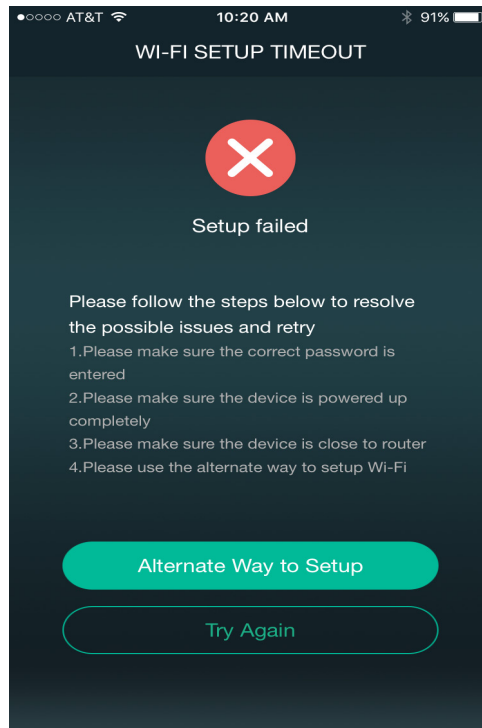 AT&T 10:20 AM 91%
WI-FI SETUP TIMEOUT
Setup failed
Please follow the steps below to resolve
the possible issues and retry
1.Please make sure the correct password is
entered
2.Please make sure the device is powered up
completely
3.Please make sure the device is close to router
4.Please use the alternate way to setup Wi-Fi
Alternate Way to Setup
Try Again